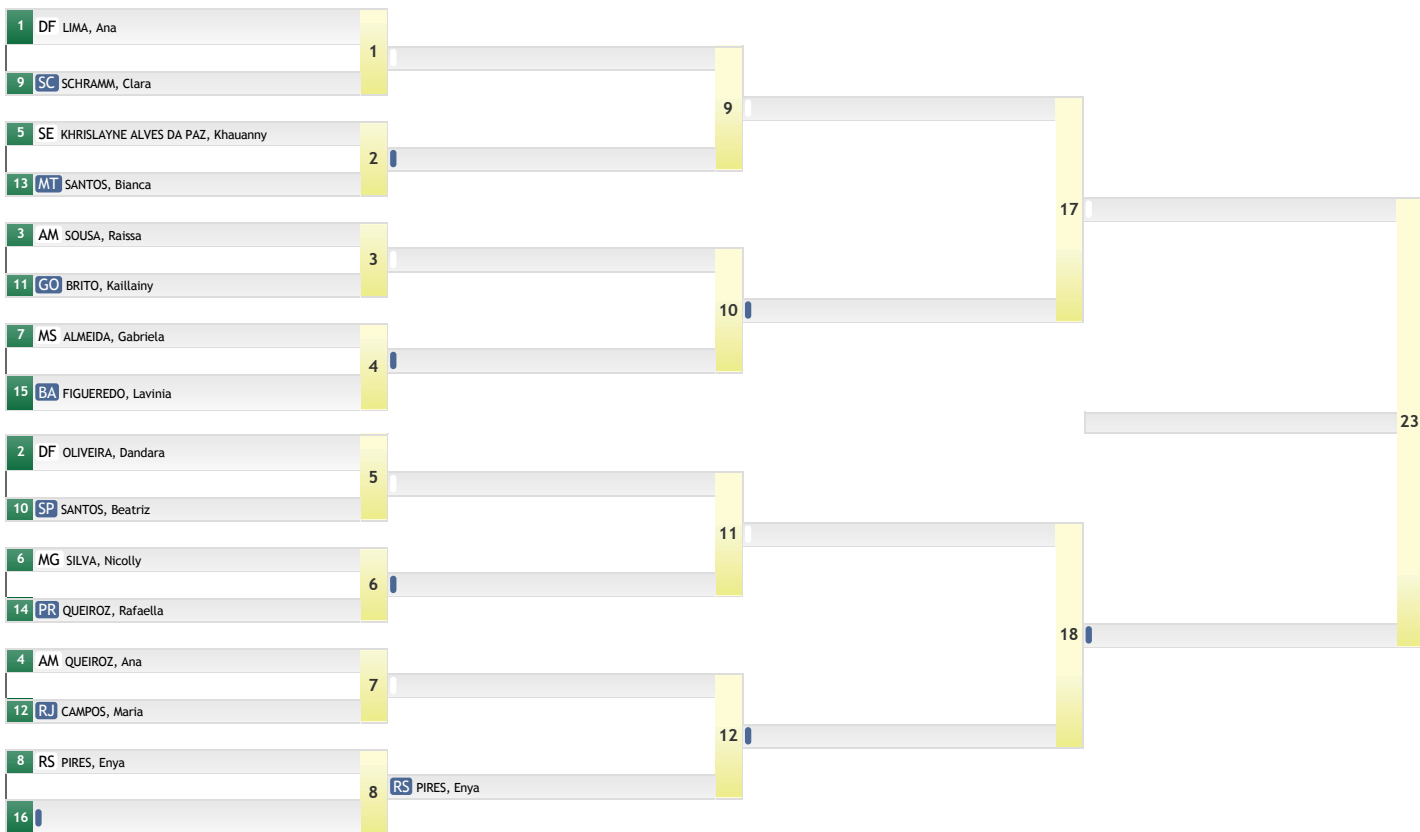 1 DF LIMA, Ana
1
9 SC SCHRAMM, Clara
9
5 SE KHRISLAYNE ALVES DA PAZ, Khauanny
2
13 MT SANTOS, Bianca
17
3 AM SOUSA, Raissa
3
11 GO BRITO, Kaillainy
10
7 MS ALMEIDA, Gabriela
4
15 BA FIGUEREDO, Lavinia
23
2 DF OLIVEIRA, Dandara
5
10 SP SANTOS, Beatriz
11
6 MG SILVA, Nicolly
6
14 PR QUEIROZ, Rafaella
18
4 AM QUEIROZ, Ana
7
12 RJ CAMPOS, Maria
12
8 RS PIRES, Enya
8
RS PIRES, Enya
16